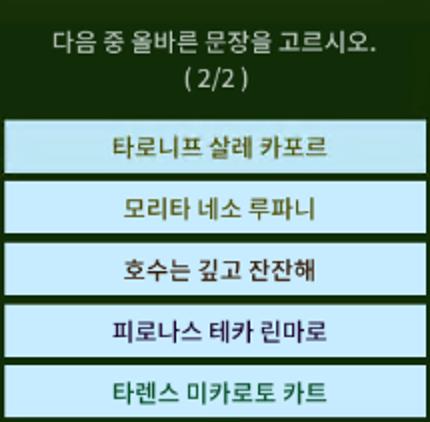 다음 중 올바른 문장을 고르시오.
( 2/2 )
타로니프 살레 카포르
모리타 네소 루파니
호수는 깊고 잔잔해
피로나스 테카 린마로
타렌스 미카로토 카트